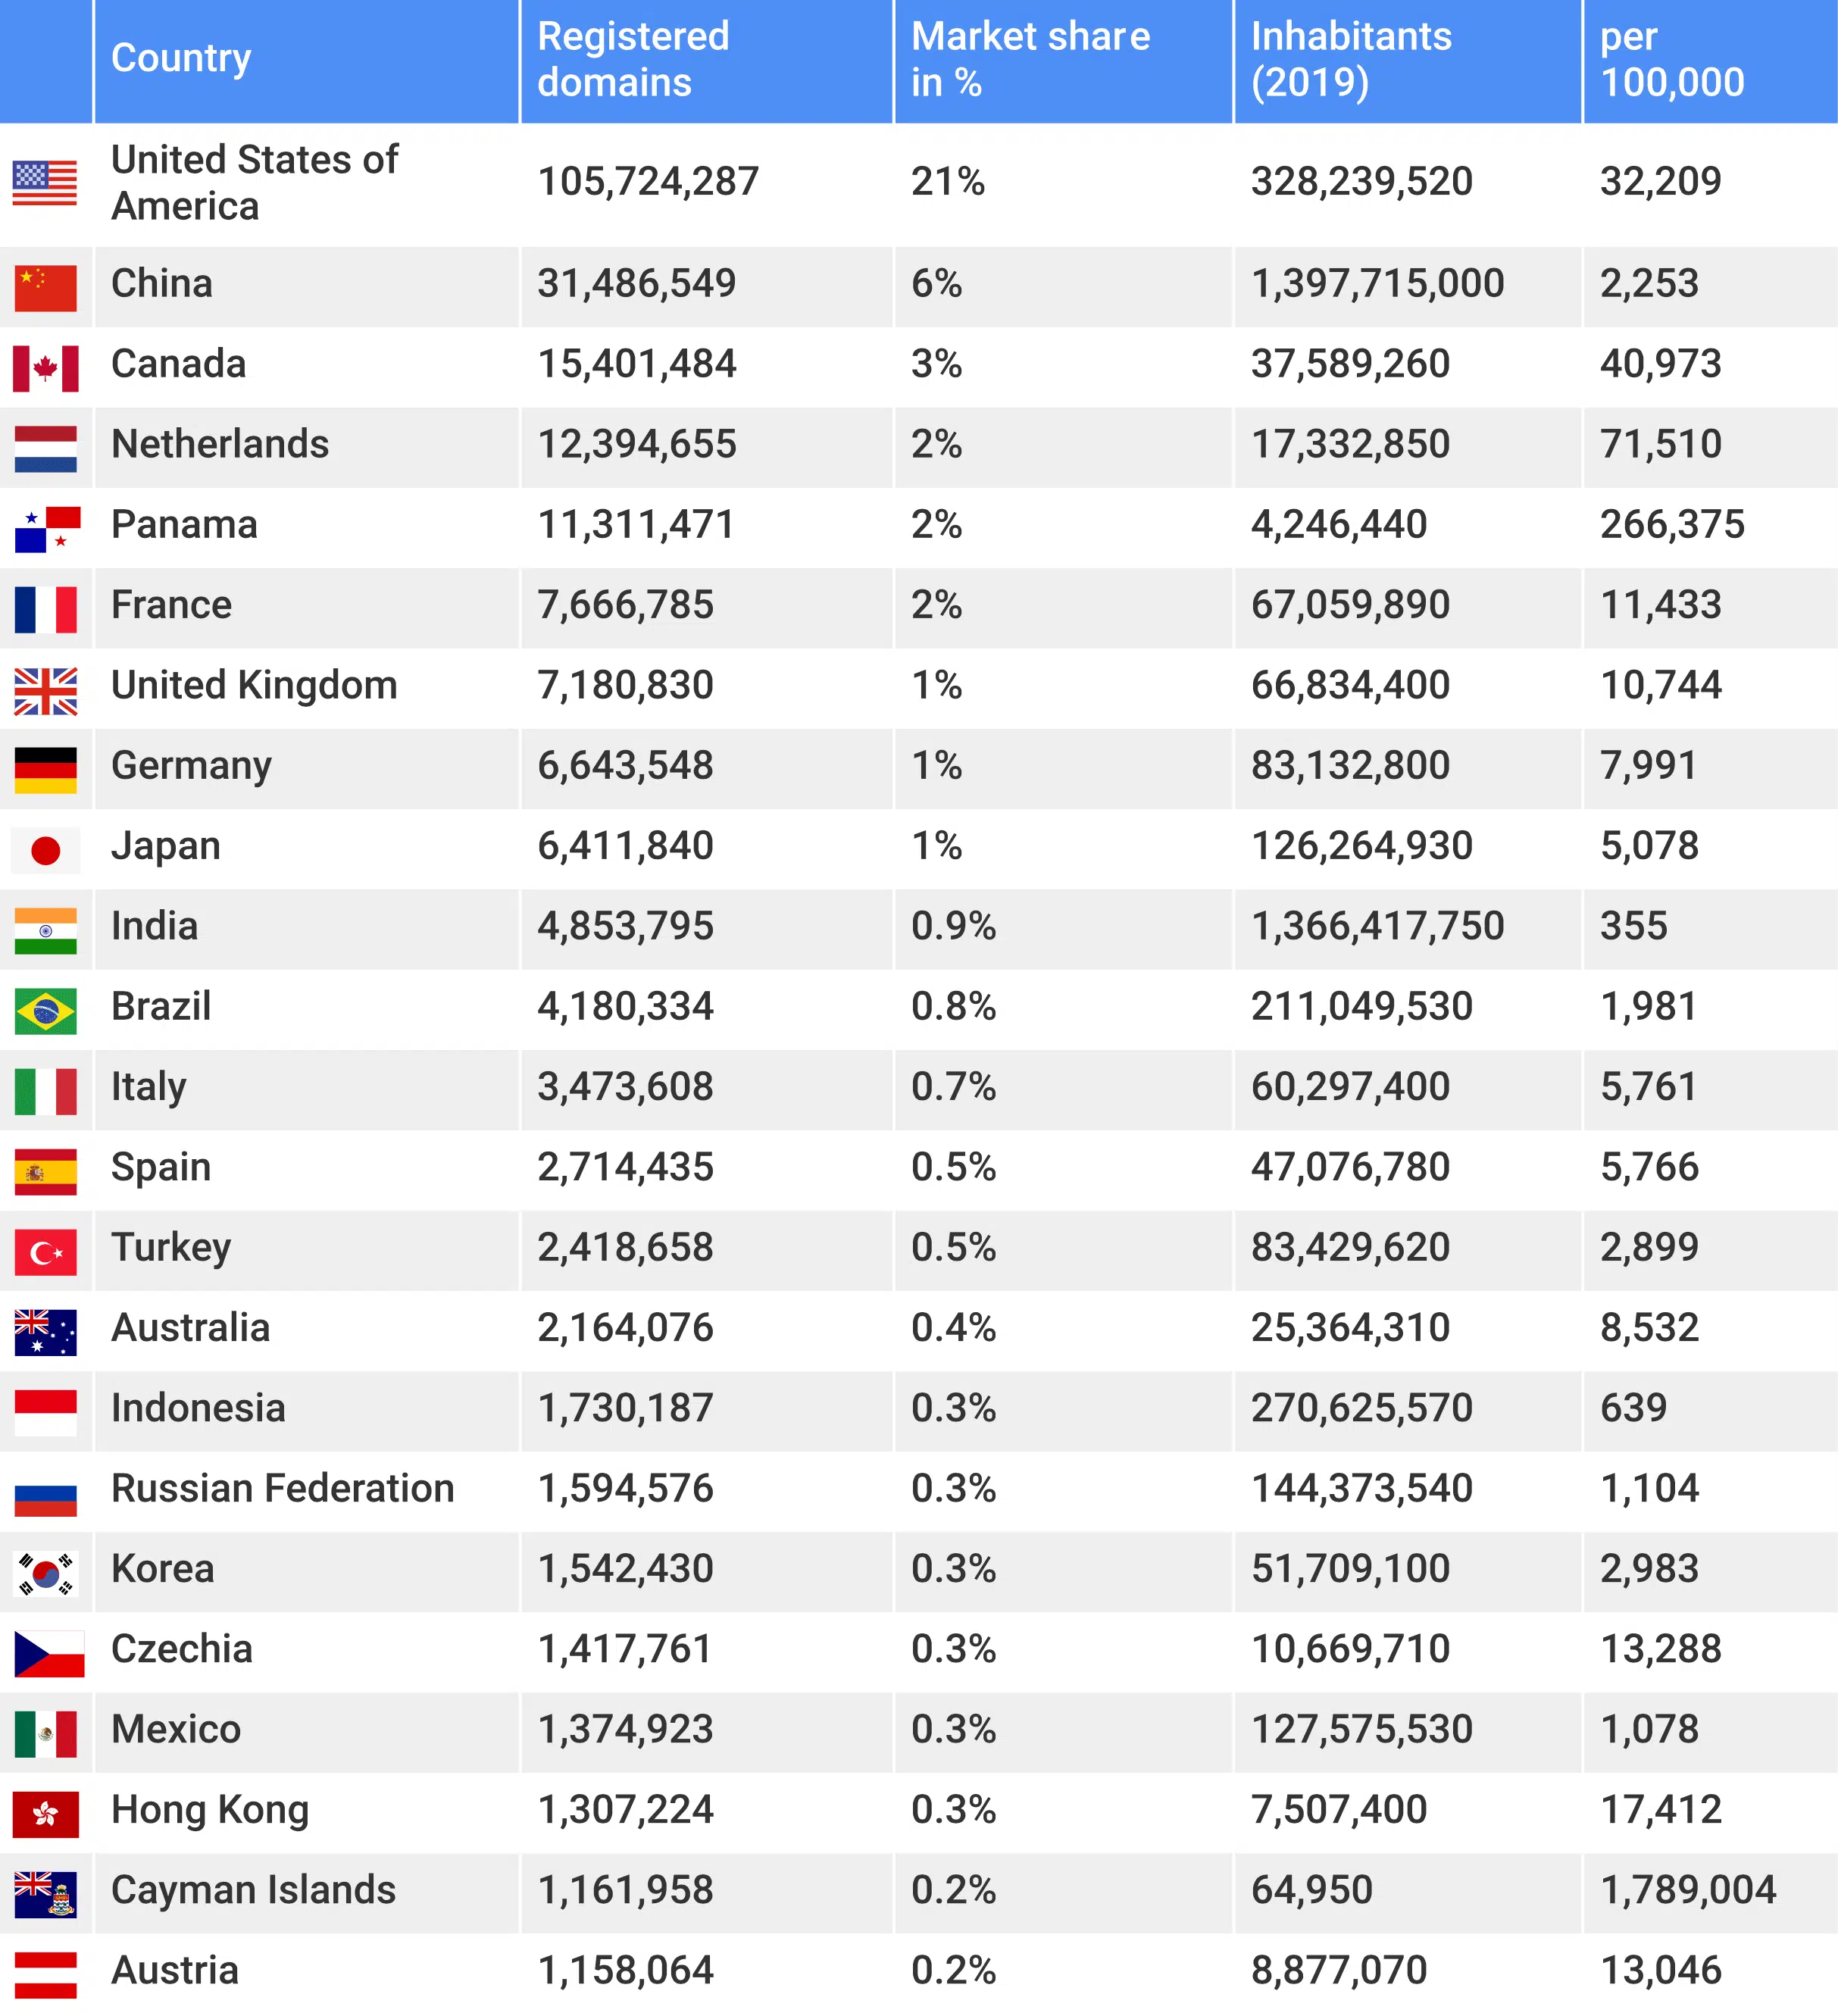 Country Registered domains Market share in % Inhabitants (2019) per 100,000
United States of America 105,724,287 21% 328,239,520 32,209
China 31,486,549 6% 1,397,715,000 2,253
Canada 15,401,484 3% 37,589,260 40,973
Netherlands 12,394,655 2% 17,332,850 71,510
Panama 11,311,471 2% 4,246,440 266,375
France 7,666,785 2% 67,059,890 11,433
United Kingdom 7,180,830 1% 66,834,400 10,744
Germany 6,643,548 1% 83,132,800 7,991
Japan 6,411,840 1% 126,264,930 5,078
India 4,853,795 0.9% 1,366,417,750 355
Brazil 4,180,334 0.8% 211,049,530 1,981
Italy 3,473,608 0.7% 60,297,400 5,761
Spain 2,714,435 0.5% 47,076,780 5,766
Turkey 2,418,658 0.5% 83,429,620 2,899
Australia 2,164,076 0.4% 25,364,310 8,532
Indonesia 1,730,187 0.3% 270,625,570 639
Russian Federation 1,594,576 0.3% 144,373,540 1,104
Korea 1,542,430 0.3% 51,709,100 2,983
Czechia 1,417,761 0.3% 10,669,710 13,288
Mexico 1,374,923 0.3% 127,575,530 1,078
Hong Kong 1,307,224 0.3% 7,507,400 17,412
Cayman Islands 1,161,958 0.2% 64,950 1,789,004
Austria 1,158,064 0.2% 8,877,070 13,046